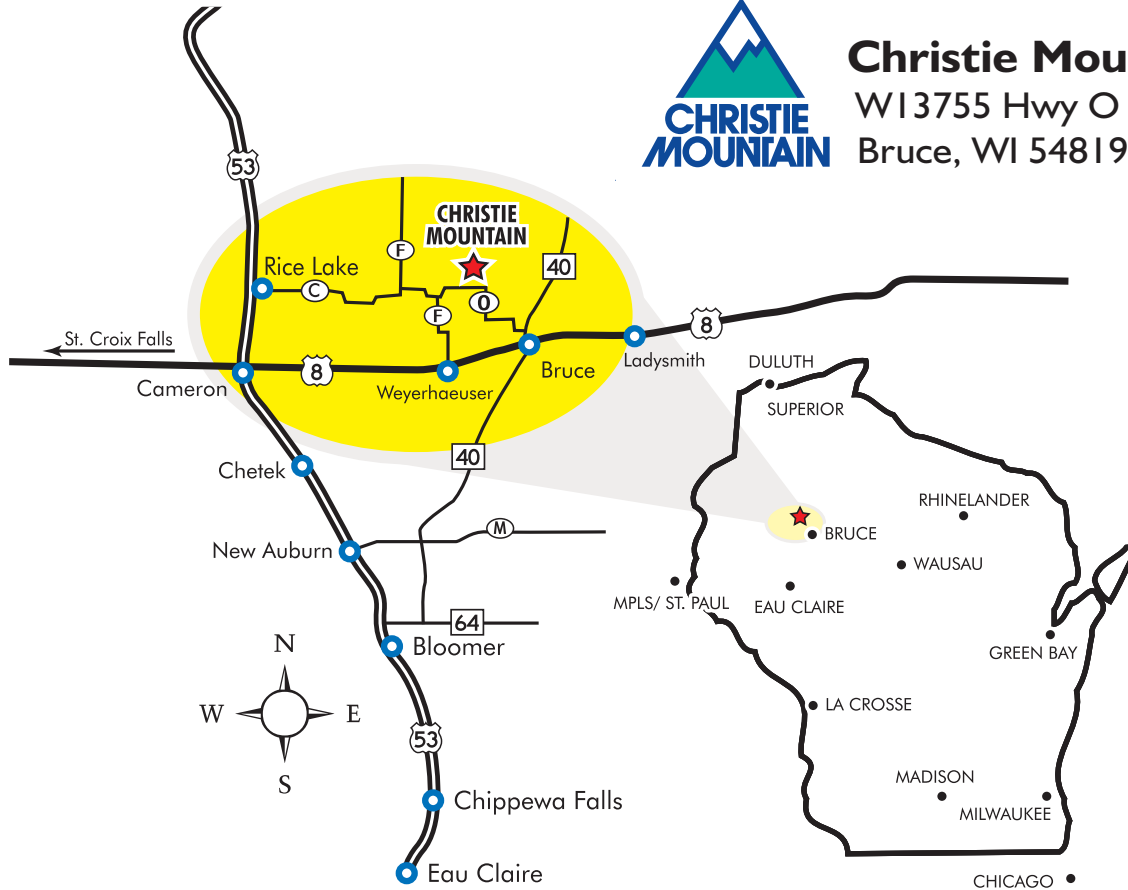 CHRISTIE
MOUNTAIN
Christie Mou
W13755 Hwy O
Bruce, WI 54819
53
CHRISTIE
MOUNTAIN
F
40
Rice Lake
C
F
O
8
St. Croix Falls
Ladysmith
Bruce
8
Cameron
Weyerhaeuser
40
Chetek
M
New Auburn
64
Bloomer
N
W
E
S
53
Chippewa Falls
Eau Claire
DULUTH
SUPERIOR
RHINELANDER
BRUCE
WAUSAU
MPLS/ ST. PAUL
EAU CLAIRE
GREEN BAY
LA CROSSE
MADISON
MILWAUKEE
CHICAGO